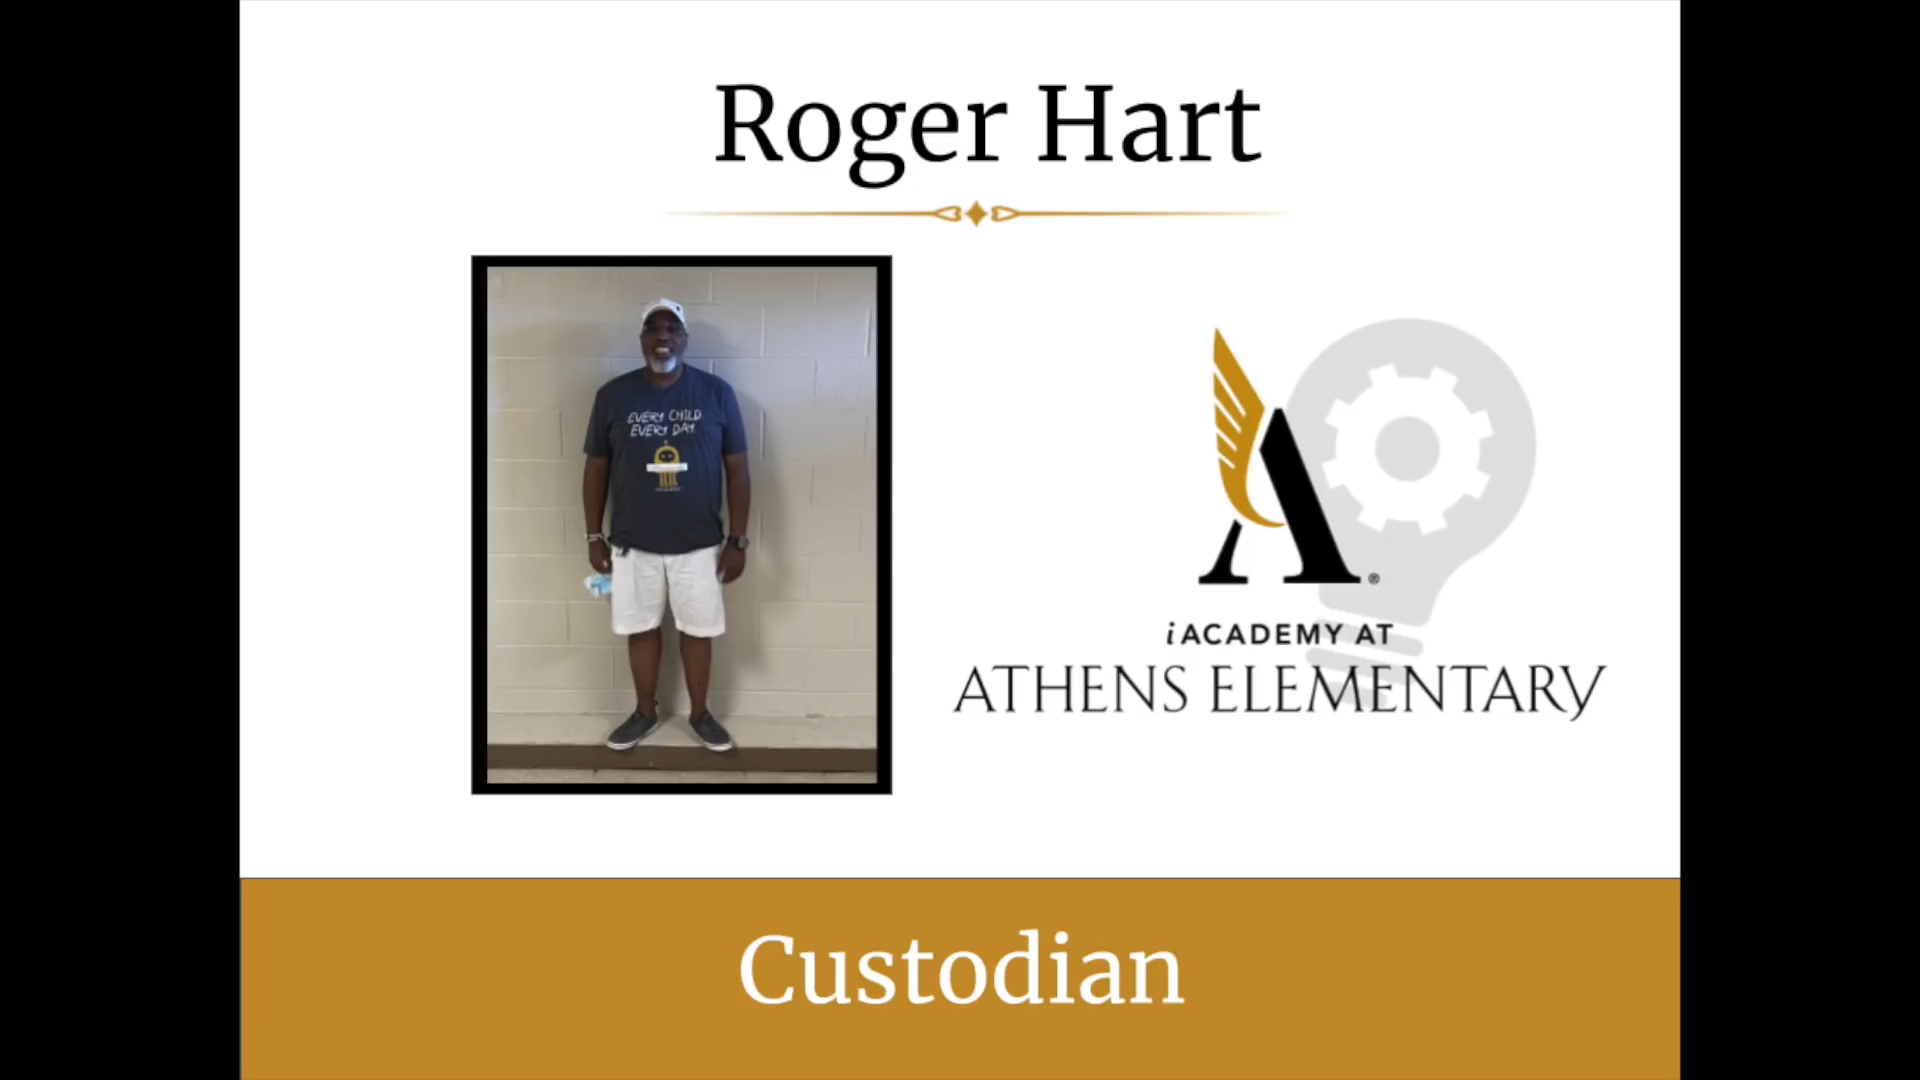 Roger Hart
EVERY CHILD.
EVERY DAY.
®
iACADEMY AT
ATHENS ELEMENTARY
Custodian